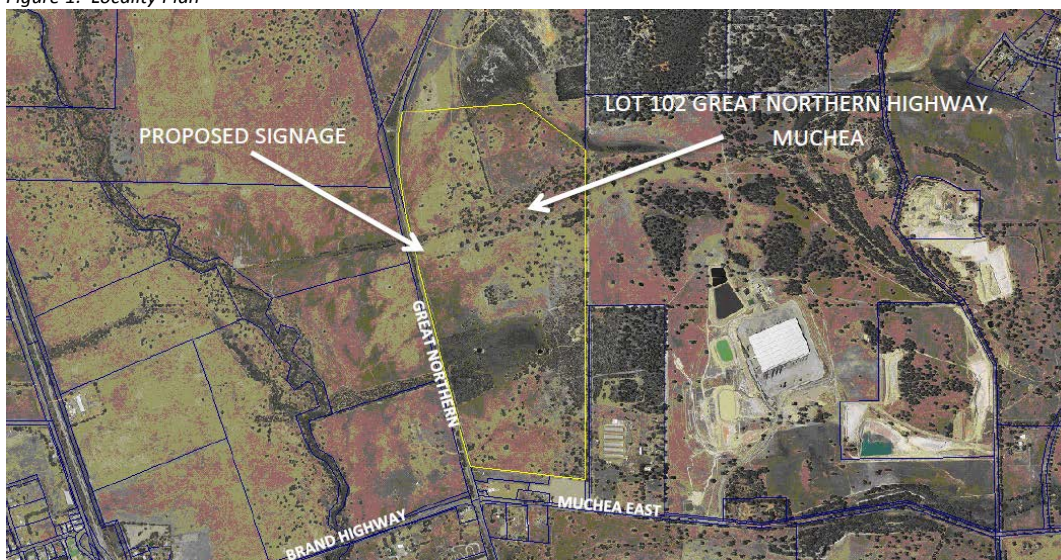 Figure 1: Locality Plan
LOT 102 GREAT NORTHERN HIGHWAY,
MUCHEA
PROPOSED SIGNAGE
GREAT NORTHERN
MUCHEA EAST
BRAND HIGHWAY